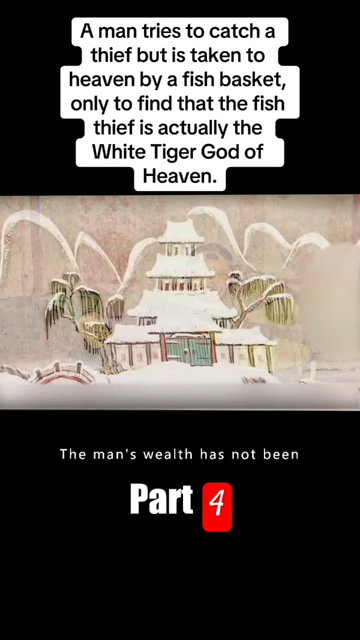 A man tries to catch a
thief but is taken to
heaven by a fish basket,
only to find that the fish
thief is actually the
White Tiger God of
Heaven.
The man's wealth has not been
Part 4